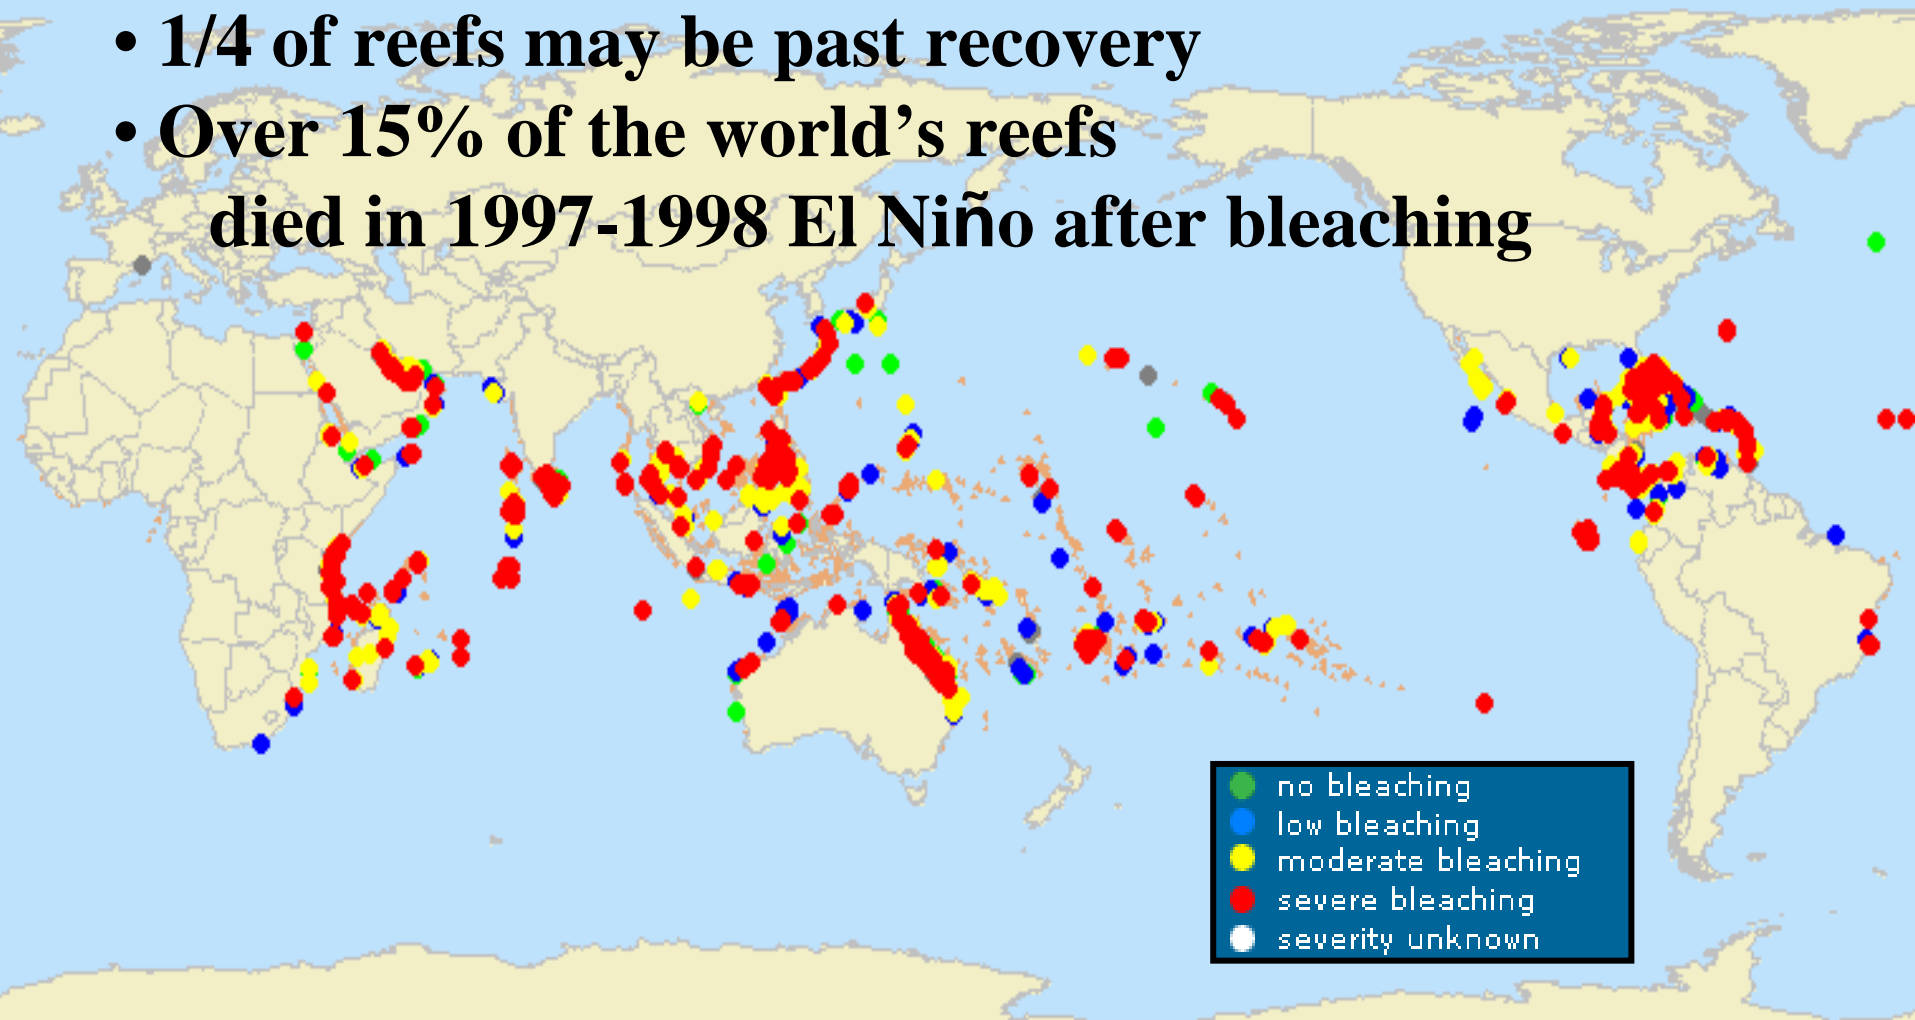 • 1/4 of reefs may be past recovery
• Over 15% of the world’s reefs
died in 1997-1998 El Niño after bleaching
no bleaching
low bleaching
moderate bleaching
severe bleaching
severity unknown